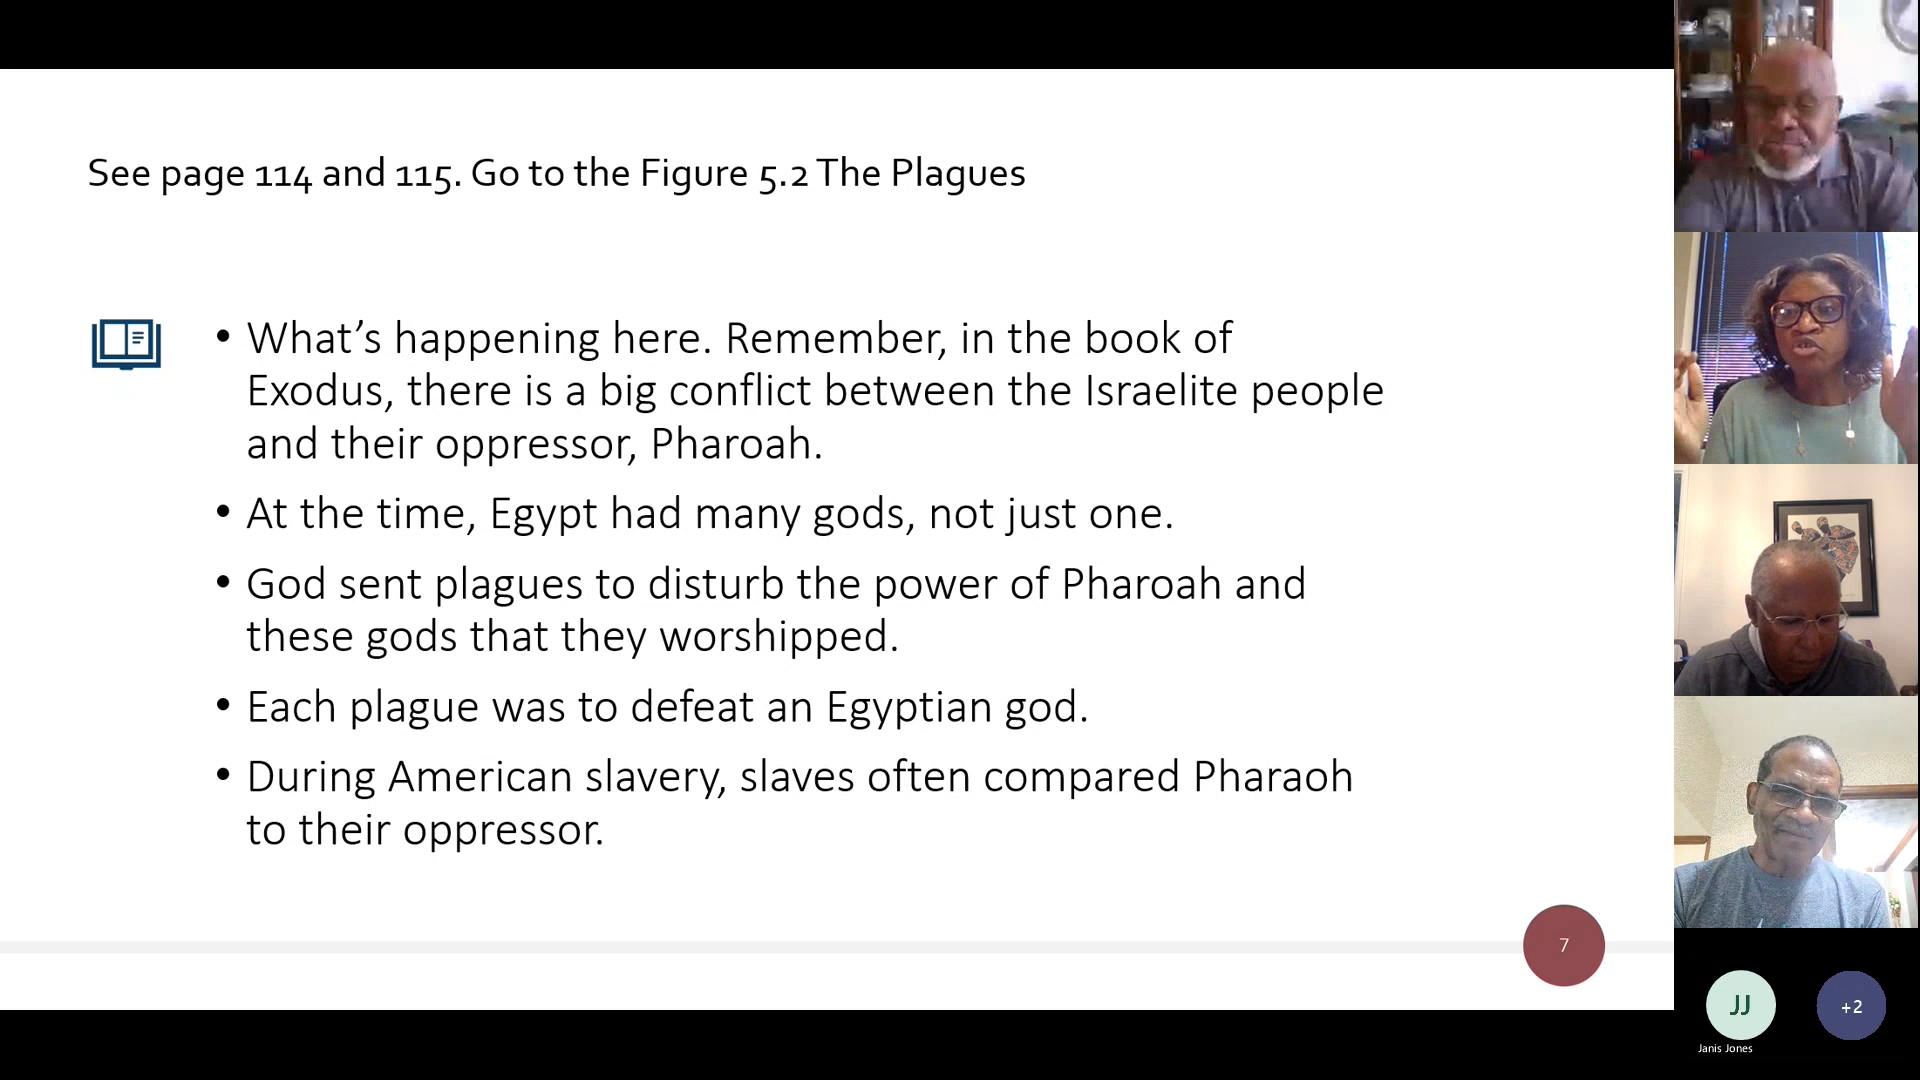 See page 114 and 115. Go to the Figure 5.2 The Plagues
• What’s happening here. Remember, in the book of
Exodus, there is a big conflict between the Israelite people
and their oppressor, Pharoah.
• At the time, Egypt had many gods, not just one.
• God sent plagues to disturb the power of Pharoah and
these gods that they worshipped.
• Each plague was to defeat an Egyptian god.
• During American slavery, slaves often compared Pharaoh
to their oppressor.
7
JJ
+2
Janis Jones